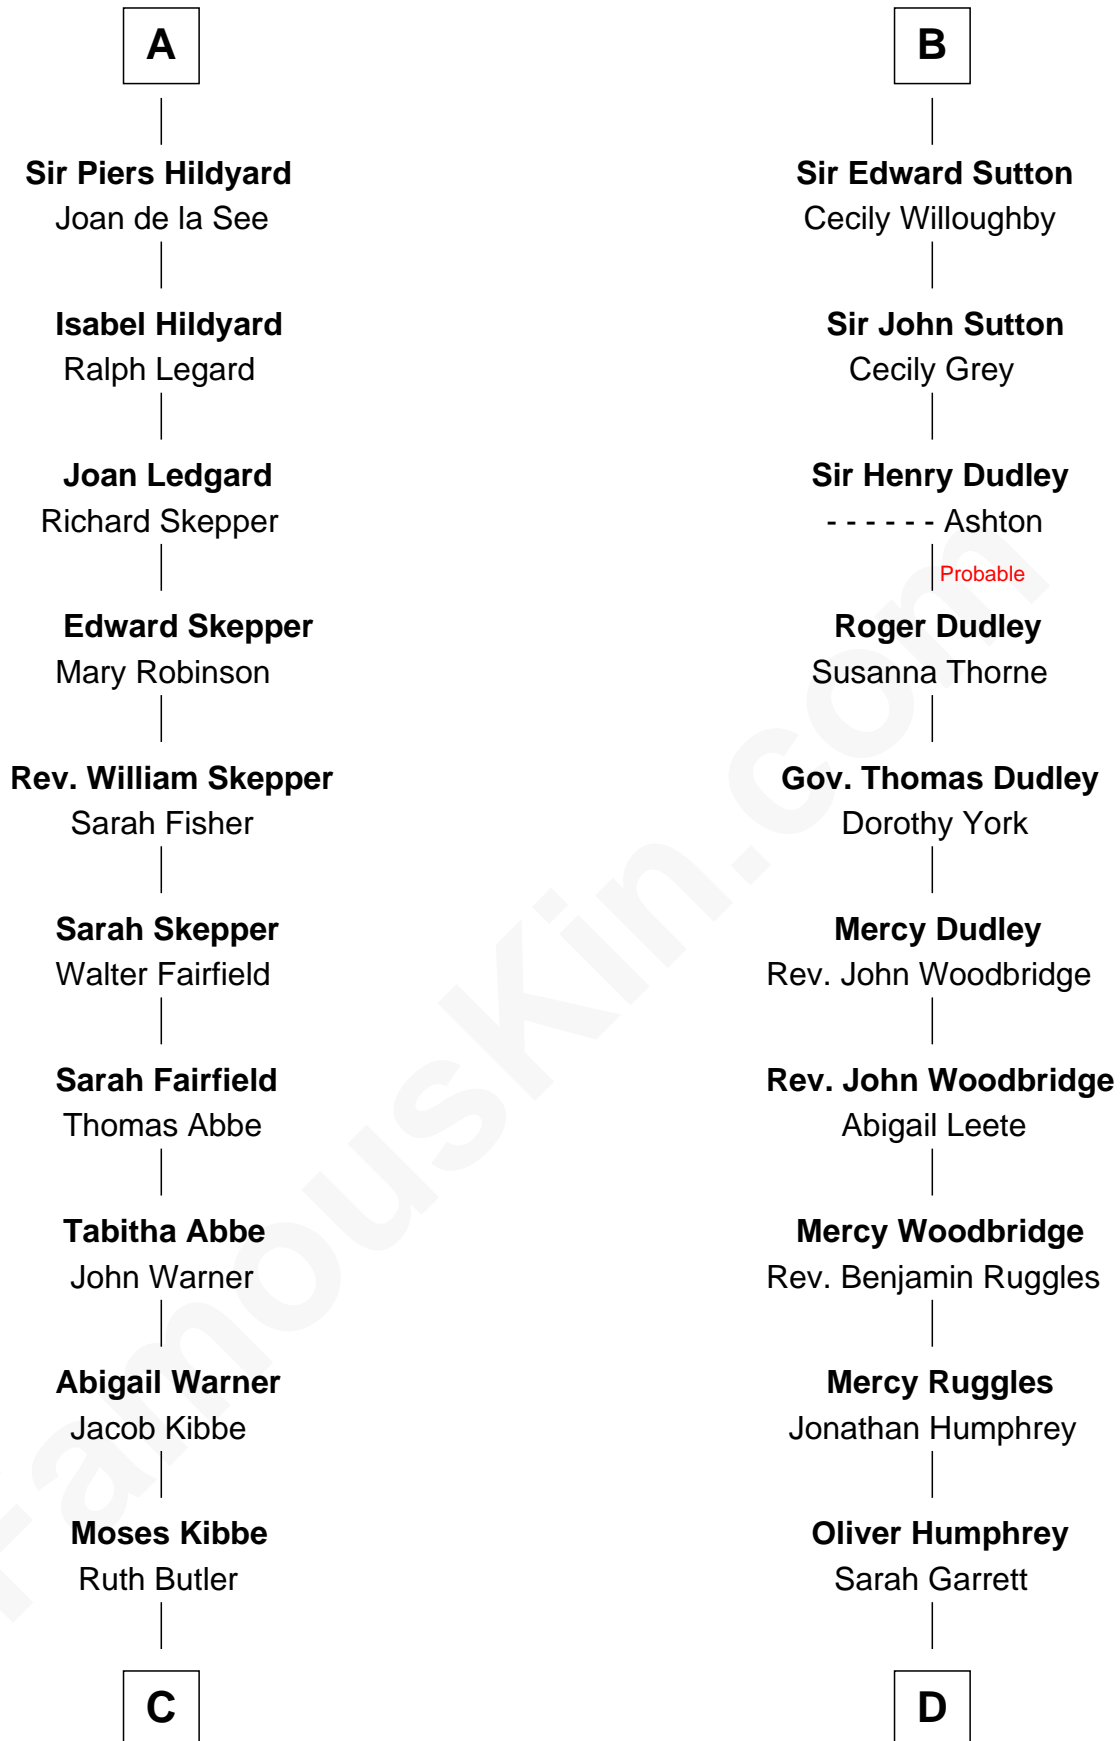 A
Sir Piers Hildyard
Joan de la See
Isabel Hildyard
Ralph Legard
Joan Ledgard
Richard Skepper
Edward Skepper
Mary Robinson
Rev. William Skepper
Sarah Fisher
Sarah Skepper
Walter Fairfield
Sarah Fairfield
Thomas Abbe
Tabitha Abbe
John Warner
Abigail Warner
Jacob Kibbe
Moses Kibbe
Ruth Butler
C
B
Sir Edward Sutton
Cecily Willoughby
Sir John Sutton
Cecily Grey
Sir Henry Dudley
- - - - - - Ashton
Probable
Roger Dudley
Susanna Thorne
Gov. Thomas Dudley
Dorothy York
Mercy Dudley
Rev. John Woodbridge
Rev. John Woodbridge
Abigail Leete
Mercy Woodbridge
Rev. Benjamin Ruggles
Mercy Ruggles
Jonathan Humphrey
Oliver Humphrey
Sarah Garrett
D
FamousKin.com